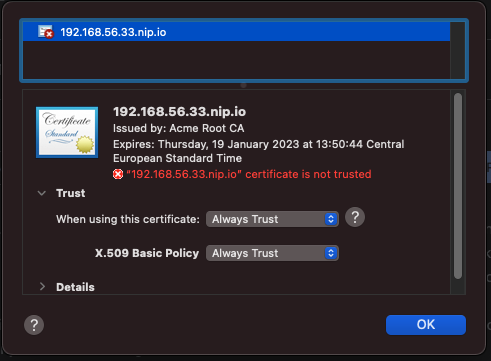 192.168.56.33.nip.io
Certificate
Standard
192.168.56.33.nip.io
Issued by: Acme Root CA
Expires: Thursday, 19 January 2023 at 13:50:44 Central
European Standard Time
"192.168.56.33.nip.io" certificate is not trusted
Trust
When using this certificate: Always Trust ?
X.509 Basic Policy Always Trust
Details
? OK